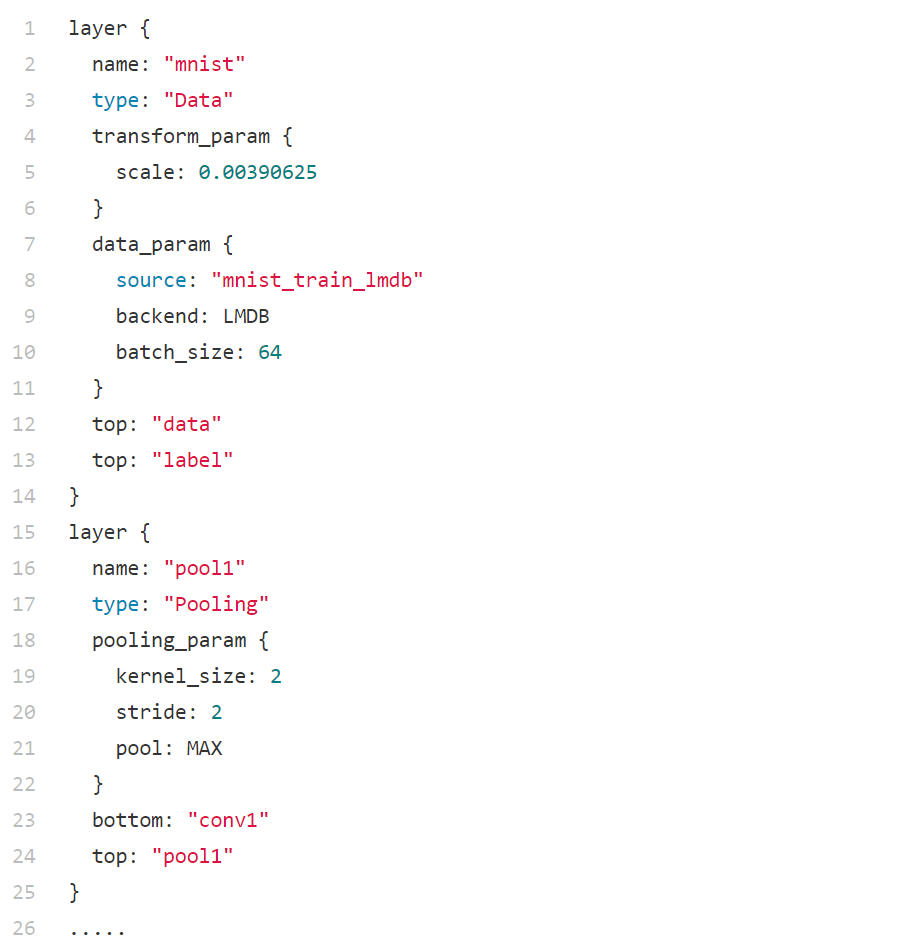 1 layer {
2   name: "mnist"
3   type: "Data"
4   transform_param {
5     scale: 0.00390625
6   }
7   data_param {
8     source: "mnist_train_lmdb"
9     backend: LMDB
10     batch_size: 64
11   }
12   top: "data"
13   top: "label"
14 }
15 layer {
16   name: "pool1"
17   type: "Pooling"
18   pooling_param {
19     kernel_size: 2
20     stride: 2
21     pool: MAX
22   }
23   bottom: "conv1"
24   top: "pool1"
25 }
26 .....